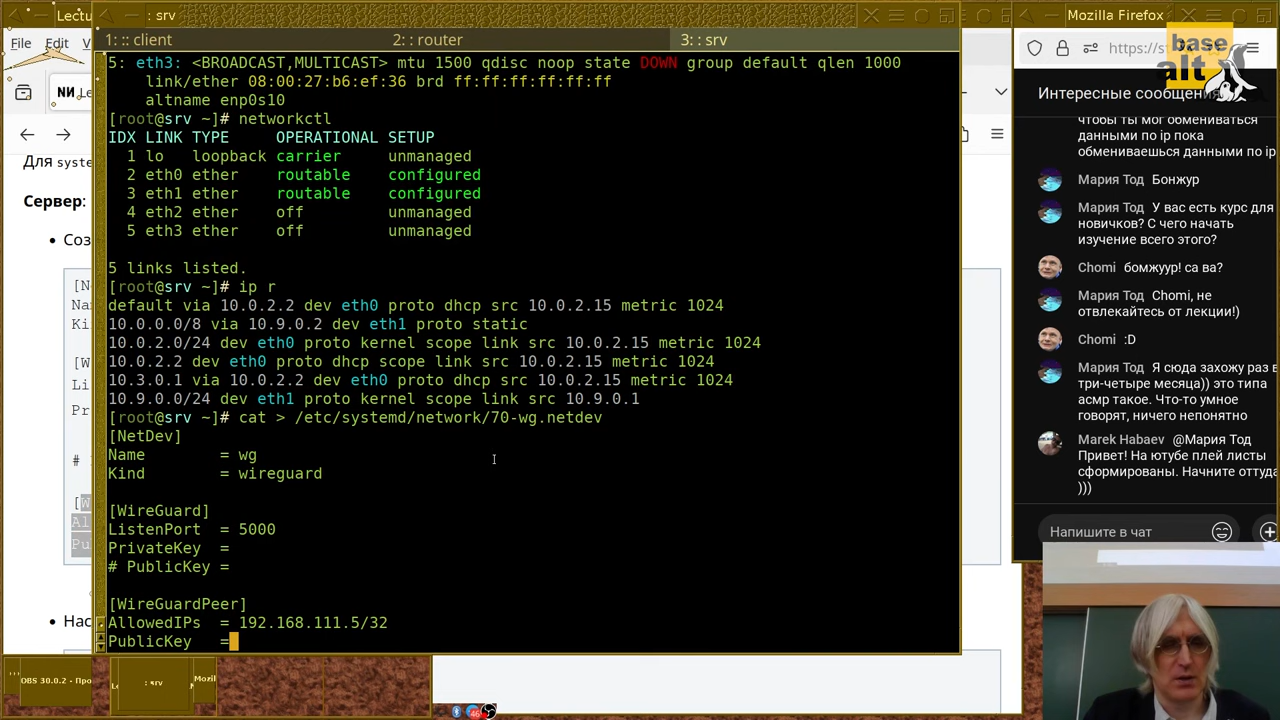 Lectu
: srv
Mozilla Firefox
File Edit V
1: :: client
2: : router
3: : srv
https://s
base
alt
Le
Интересные сообщения
Для syste
Сервер:
• Соз
• Нас
5: eth3: <BROADCAST,MULTICAST> mtu 1500 qdisc noop state DOWN group default qlen 1000
link/ether 08:00:27:b6:ef:36 brd ff:ff:ff:ff:ff:ff
altname enp0s10
[root@srv ~]# networkctl
IDX LINK TYPE     OPERATIONAL SETUP
1 lo   loopback carrier     unmanaged
2 eth0 ether    routable    configured
3 eth1 ether    routable    configured
4 eth2 ether    off         unmanaged
5 eth3 ether    off         unmanaged
5 links listed.
[root@srv ~]# ip r
default via 10.0.2.2 dev eth0 proto dhcp src 10.0.2.15 metric 1024
10.0.0.0/8 via 10.9.0.2 dev eth1 proto static
10.0.2.0/24 dev eth0 proto kernel scope link src 10.0.2.15 metric 1024
10.0.2.2 dev eth0 proto dhcp scope link src 10.0.2.15 metric 1024
10.3.0.1 via 10.0.2.2 dev eth0 proto dhcp src 10.0.2.15 metric 1024
10.9.0.0/24 dev eth1 proto kernel scope link src 10.9.0.1
[root@srv ~]# cat > /etc/systemd/network/70-wg.netdev
[NetDev]
Name        = wg
Kind        = wireguard
[WireGuard]
ListenPort  = 5000
PrivateKey  =
# PublicKey =
[WireGuardPeer]
AllowedIPs  = 192.168.111.5/32
PublicKey   =
чтобы ты мог обмениваться
данными по ip пока
обмениваешься данными по ip
Мария Тод Бонжур
Мария Тод У вас есть курс для
новичков? С чего начать
изучение всего этого?
Chomi бомжуур! са ва?
Мария Тод Chomi, не
отвлекайтесь от лекции!)
Chomi :D
Мария Тод Я сюда захожу раз в
три-четыре месяца)) это типа
асмр такое. Что-то умное
говорят, ничего непонятно
Marek Habaev @Мария Тод
Привет! На ютубе плей листы
сформированы. Начните оттуда
)))
Напишите в чат
DBS 30.0.2 - Про
: srv
Mozil